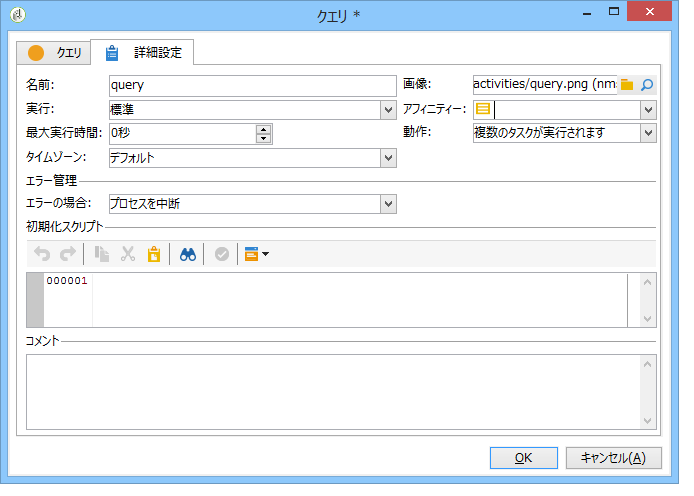 クエリ *
クエリ 詳細設定
名前: query 画像: activities/query.png (nm
実行: 標準 アフィニティー:
最大実行時間: 0秒 動作: 複数のタスクが実行されます
タイムゾーン: デフォルト
エラー管理
エラーの場合: プロセスを中断
初期化スクリプト
000001
コメント
OK キャンセル(A)